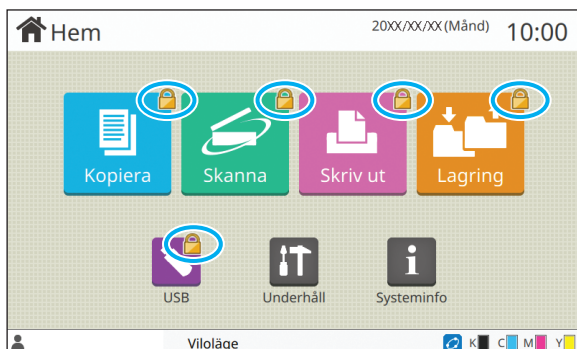 Hem
20XX/XX/XX (Månd) 10:00
Kopiera Skanna Skriv ut Lagring
USB Underhåll Systeminfo
Viloläge K C M Y